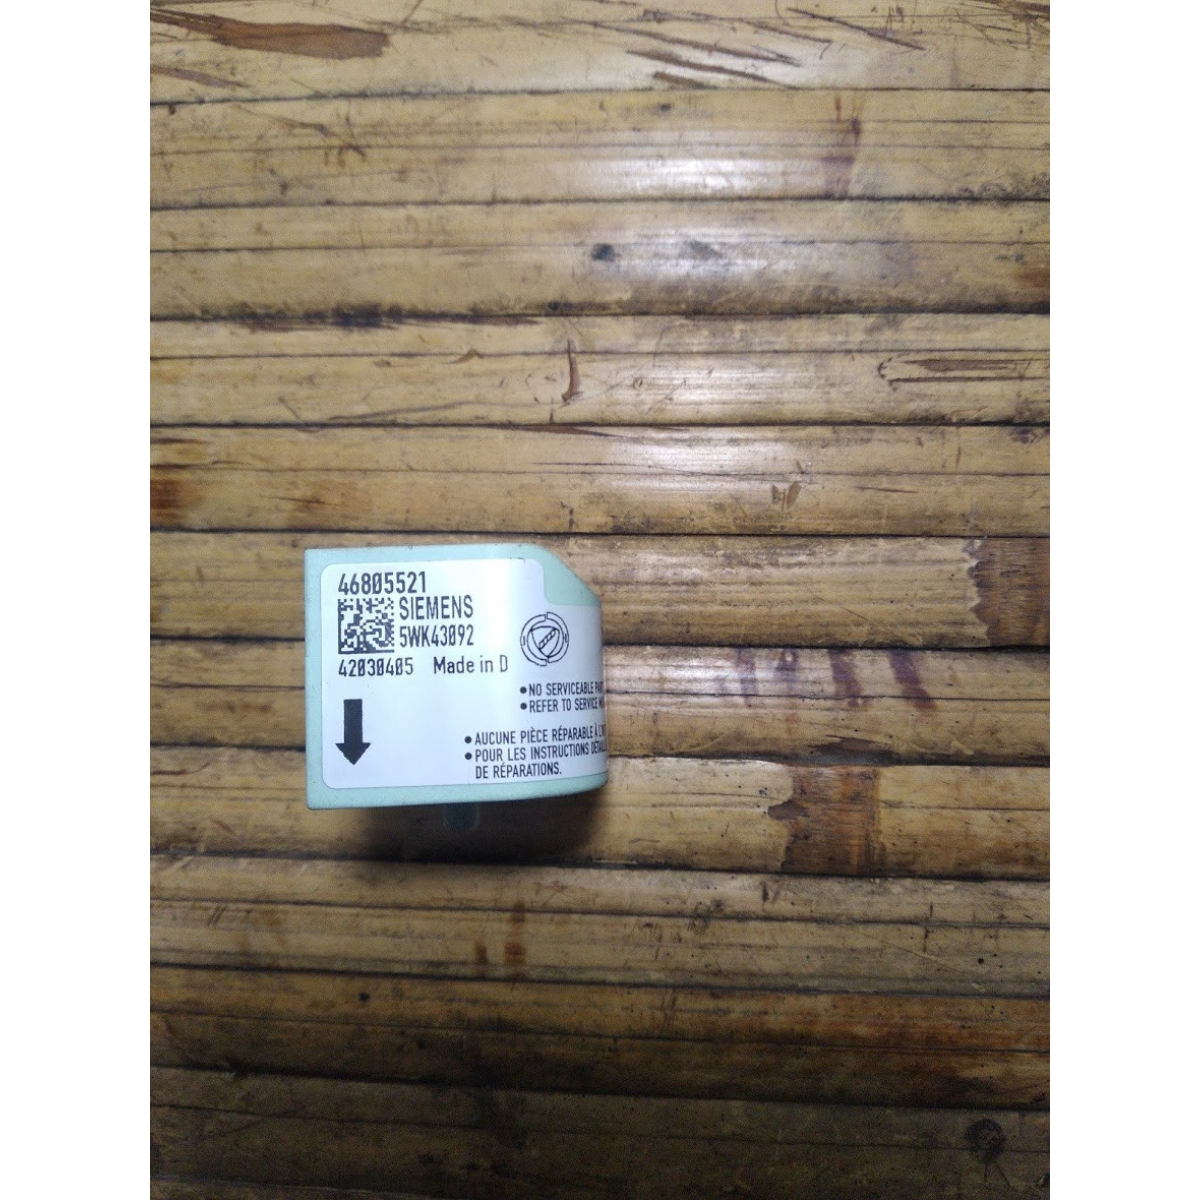 46805521
SIEMENS
5WK43092
42030405 Made in D
•NO SERVICEABLE
•REFER TO SERVICE
•AUCUNE PIÈCE RÉPARABLE À
•POUR LES INSTRUCTIONS
DE RÉPARATIONS.